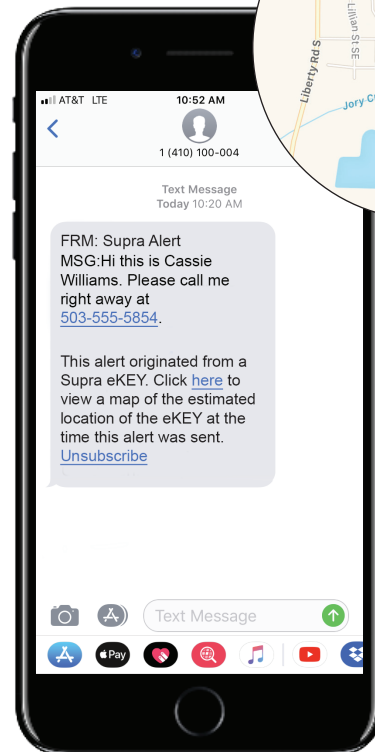 Lillian St SE
Liberty Rd S
Jory C
AT&T LTE
10:52 AM
1 (410) 100-004
Text Message
Today 10:20 AM
FRM: Supra Alert
MSG:Hi this is Cassie
Williams. Please call me
right away at
503-555-5854.
This alert originated from a
Supra eKEY. Click here to
view a map of the estimated
location of the eKEY at the
time this alert was sent.
Unsubscribe
Text Message
Pay